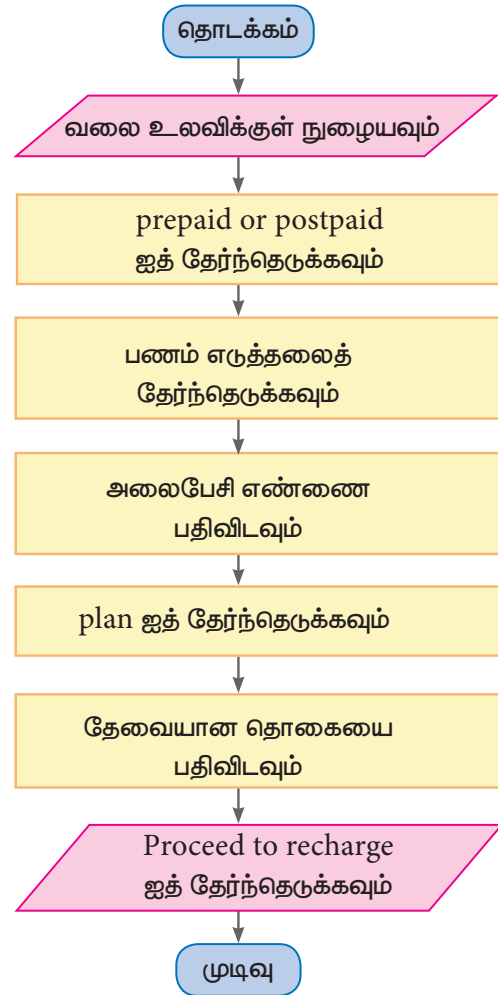 தொடக்கம்
வலை உலவிக்குள் நுழையவும்
prepaid or postpaid
ஐத் தேர்ந்தெடுக்கவும்
பணம் எடுத்தலைத்
தேர்ந்தெடுக்கவும்
அலைபேசி எண்ணை
பதிவிடவும்
plan ஐத் தேர்ந்தெடுக்கவும்
தேவையான தொகையை
பதிவிடவும்
Proceed to recharge
ஐத் தேர்ந்தெடுக்கவும்
முடிவு